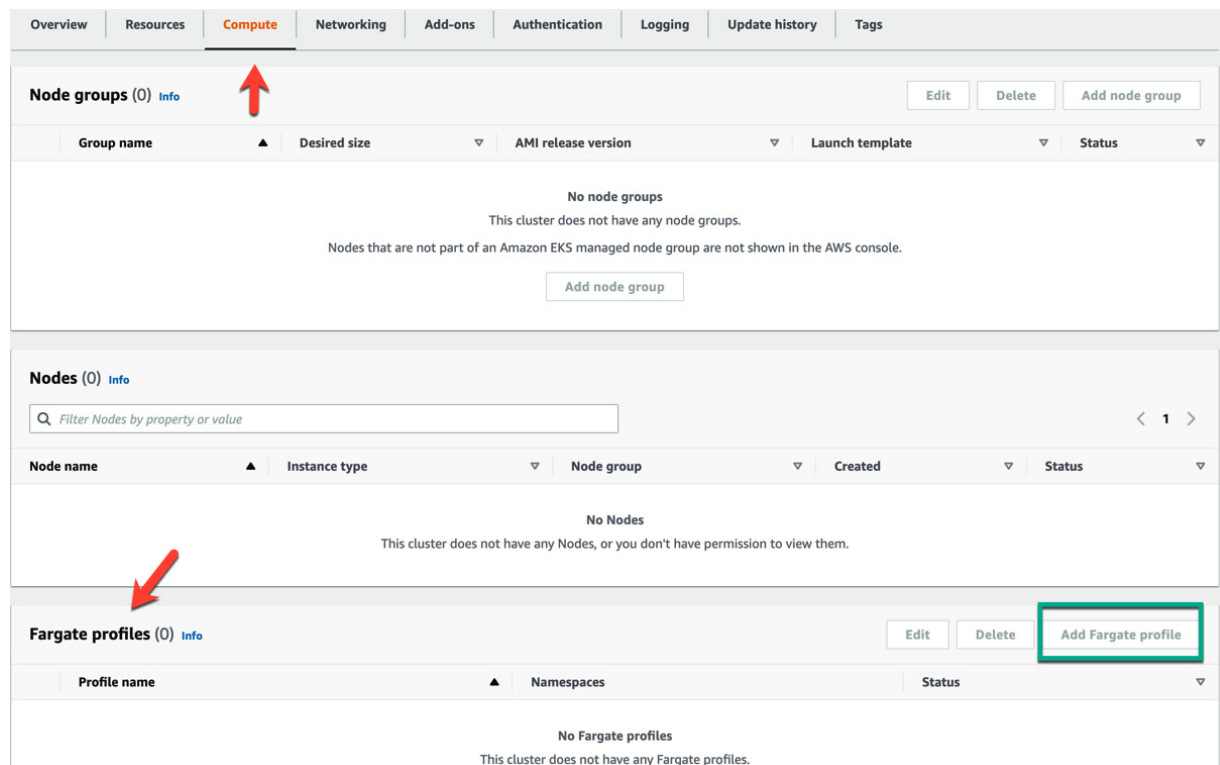 Overview Resources Compute Networking Add-ons Authentication Logging Update history Tags
Node groups (0) Info Edit Delete Add node group
Group name Desired size AMI release version Launch template Status
No node groups
This cluster does not have any node groups.
Nodes that are not part of an Amazon EKS managed node group are not shown in the AWS console.
Add node group
Nodes (0) Info
Filter Nodes by property or value 1
Node name Instance type Node group Created Status
No Nodes
This cluster does not have any Nodes, or you don't have permission to view them.
Fargate profiles (0) Info Edit Delete Add Fargate profile
Profile name Namespaces Status
No Fargate profiles
This cluster does not have any Fargate profiles.